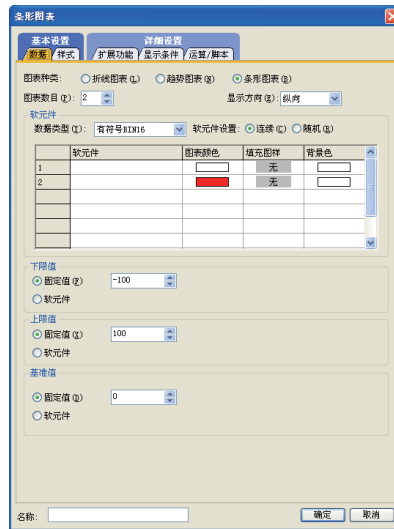 条形图表
基本设置 详细设置
数据 样式 扩展功能 显示条件 运算/脚本
图表种类: 折线图表(L) 趋势图表(N) 条形图表(B)
图表数目(P): 2 显示方向(E): 纵向
软元件
数据类型(T): 有符号BIN16 软元件设置: 连续(C) 随机(R)
软元件 图表颜色 填充图样 背景色
1 无
2 无
下限值
固定值(F) -100
软元件
上限值
固定值(X) 100
软元件
基准值
固定值(D) 0
软元件
名称: 确定 取消